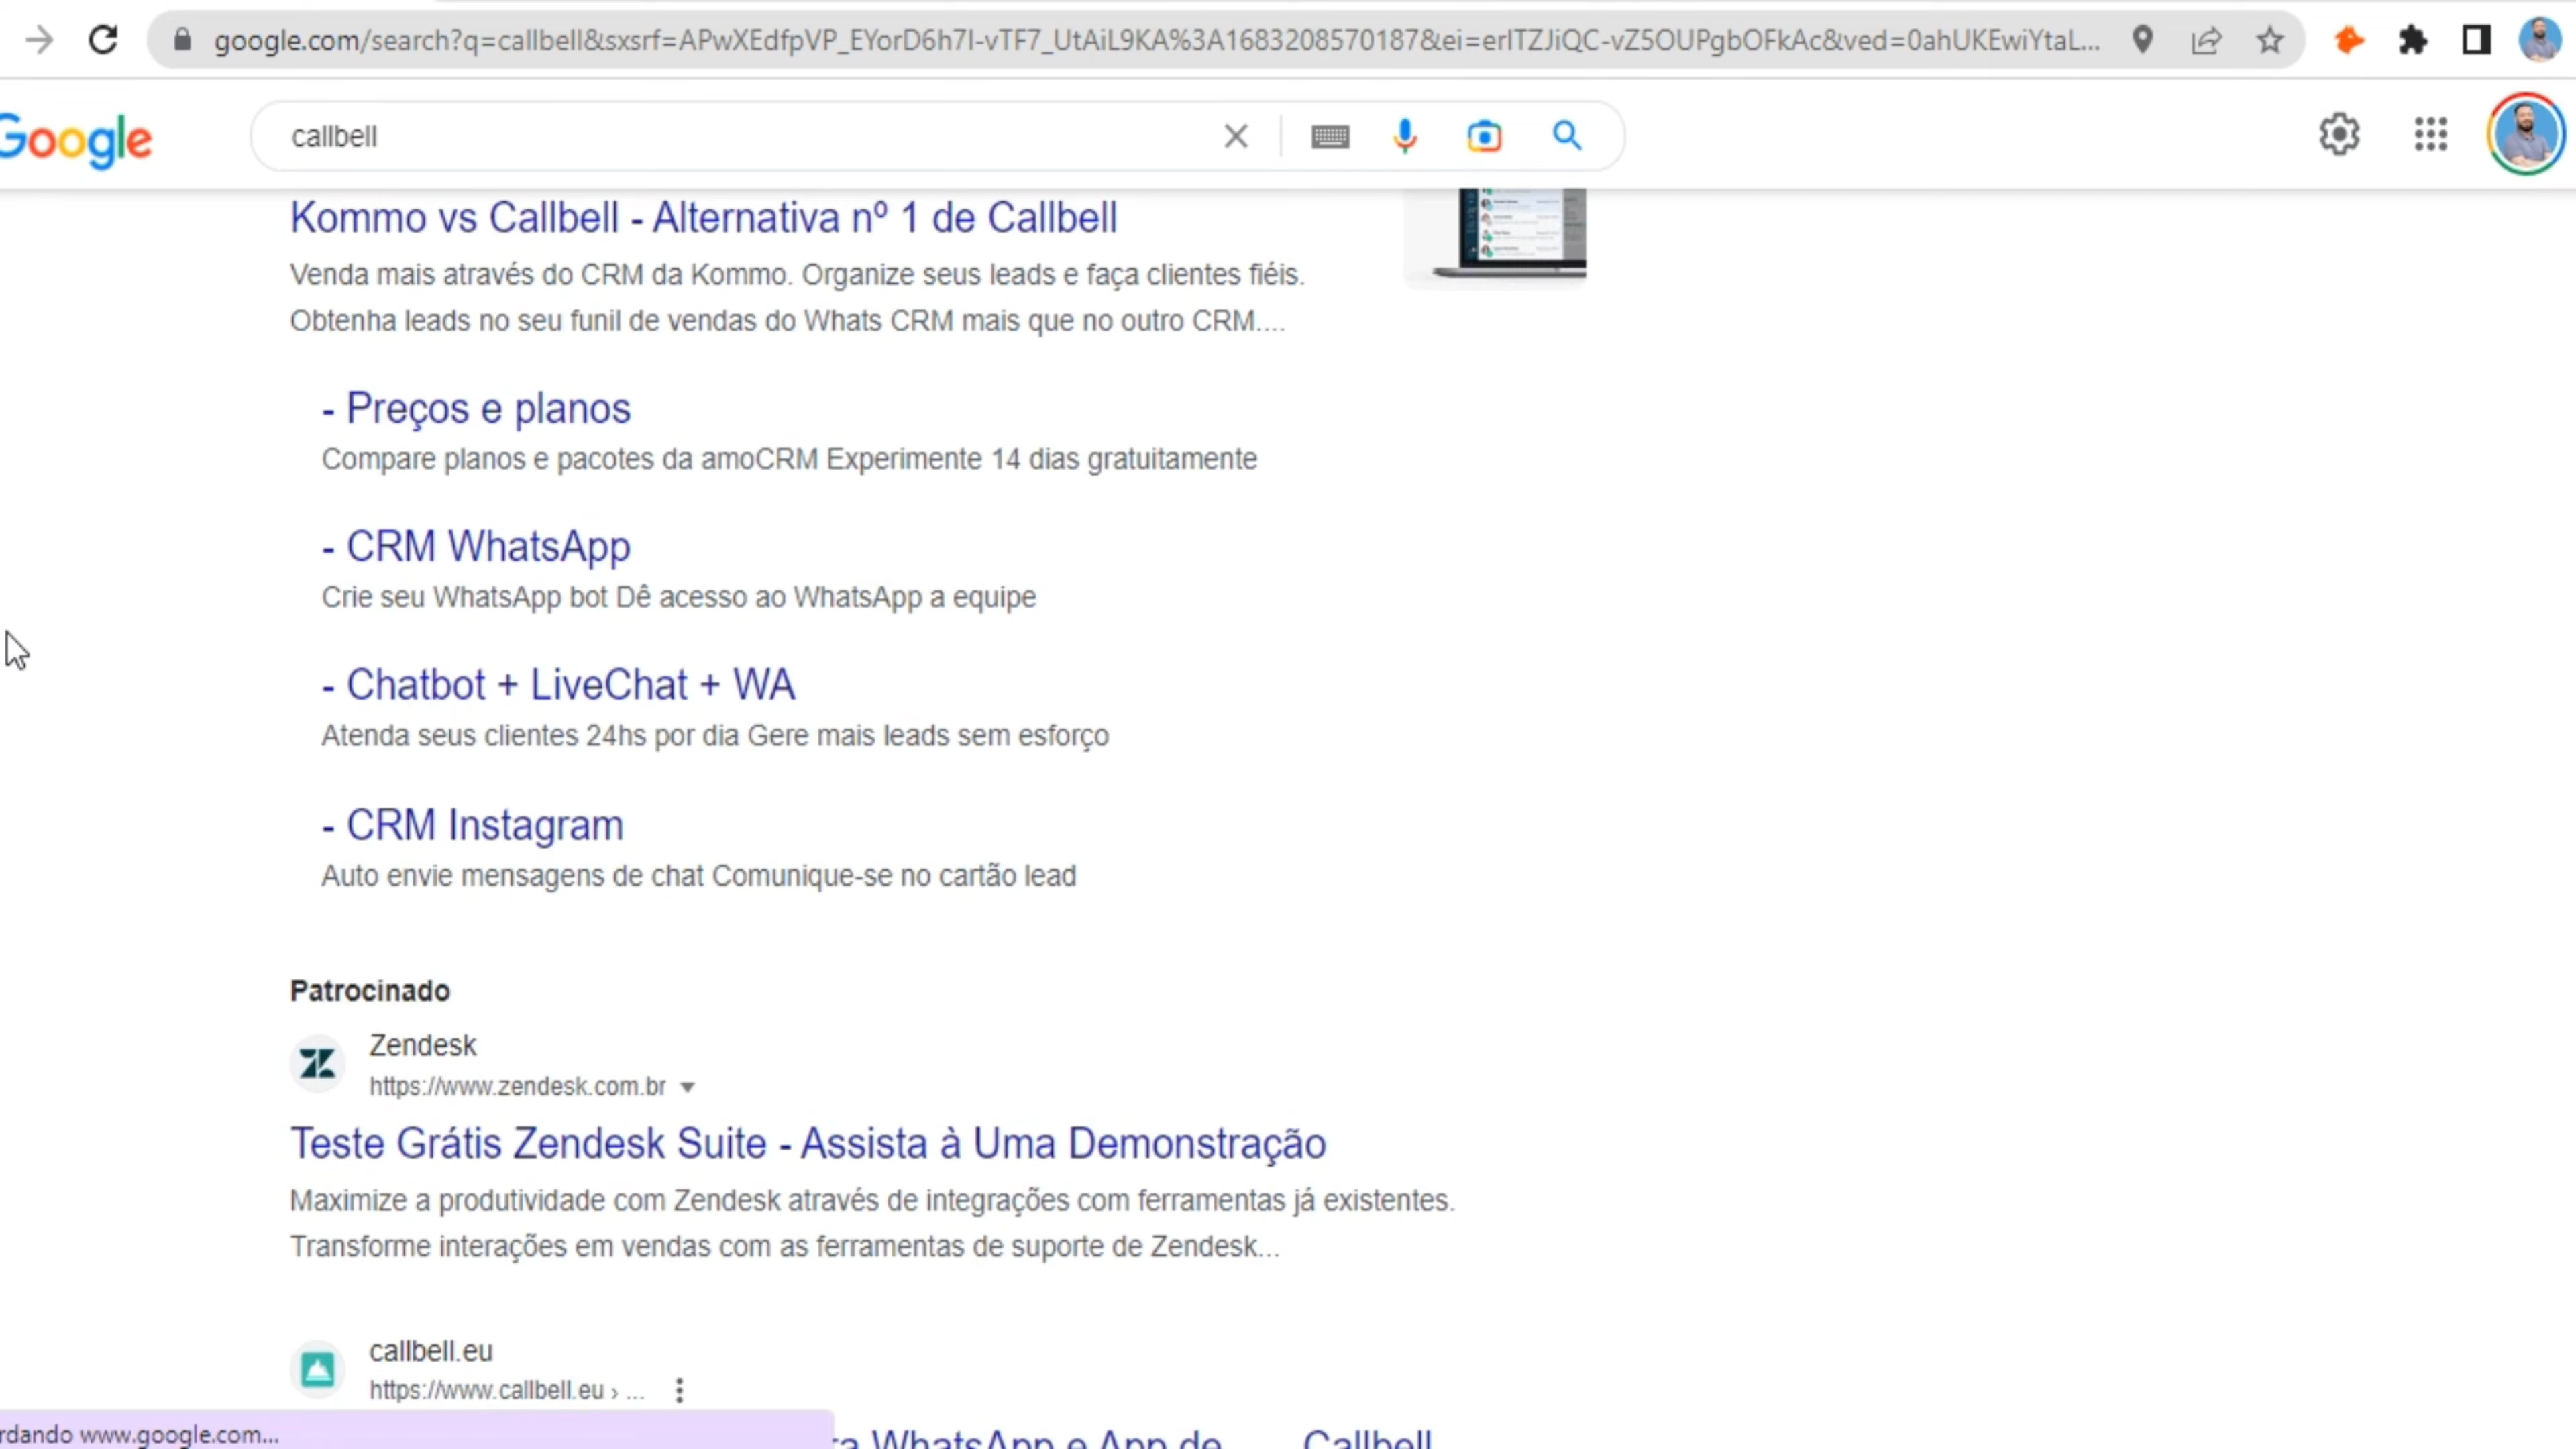 google.com/search?q=callbell&sxsrf=APwXEdfpVP_EYorD6h7l-vTF7_UtAiL9KA%3A1683208570187&ei=erITZJiQC-vZ5OUPgbOFkAc&ved=0ahUKEwiYtaL...
Google
callbell
Kommo vs Callbell - Alternativa nº 1 de Callbell
Venda mais através do CRM da Kommo. Organize seus leads e faça clientes fiéis.
Obtenha leads no seu funil de vendas do Whats CRM mais que no outro CRM....
- Preços e planos
Compare planos e pacotes da amoCRM Experimente 14 dias gratuitamente
- CRM WhatsApp
Crie seu WhatsApp bot Dê acesso ao WhatsApp a equipe
- Chatbot + LiveChat + WA
Atenda seus clientes 24hs por dia Gere mais leads sem esforço
- CRM Instagram
Auto envie mensagens de chat Comunique-se no cartão lead
Patrocinado
Zendesk
https://www.zendesk.com.br
Teste Grátis Zendesk Suite - Assista à Uma Demonstração
Maximize a produtividade com Zendesk através de integrações com ferramentas já existentes.
Transforme interações em vendas com as ferramentas de suporte de Zendesk...
callbell.eu
https://www.callbell.eu › ...
rdando www.google.com...
ra WhatsApp e App de ... Callbell